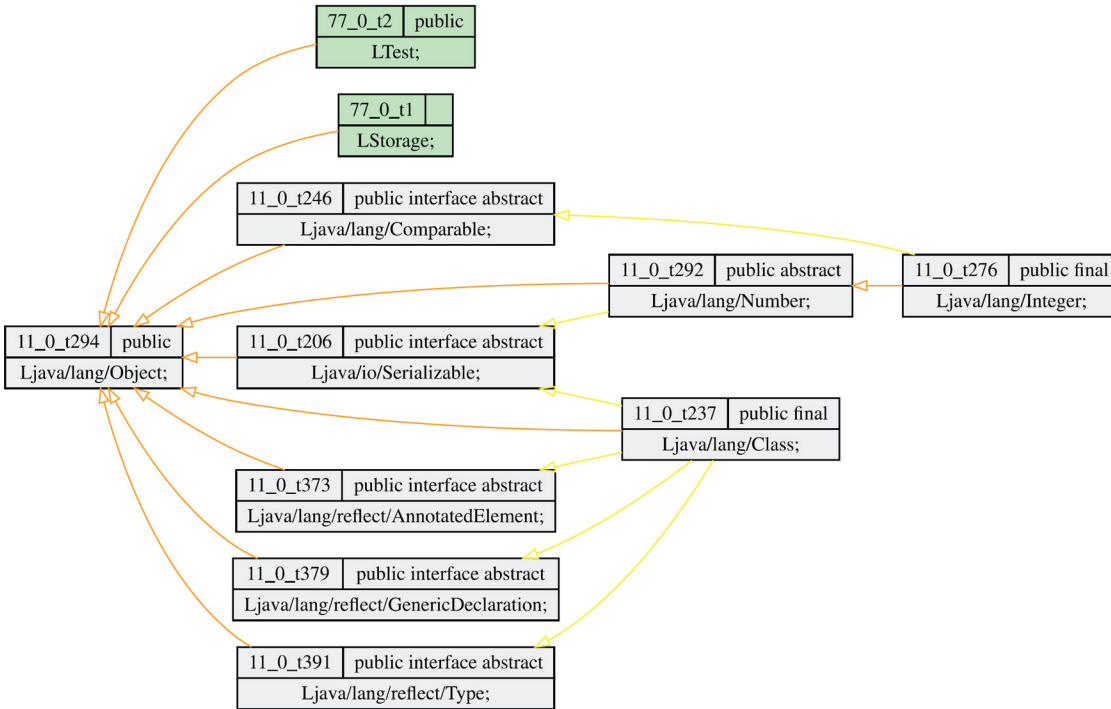 77_0_t2 public
LTest;
77_0_t1
LStorage;
11_0_t246 public interface abstract
Ljava/lang/Comparable;
11_0_t292 public abstract
Ljava/lang/Number;
11_0_t276 public final
Ljava/lang/Integer;
11_0_t294 public
Ljava/lang/Object;
11_0_t206 public interface abstract
Ljava/io/Serializable;
11_0_t237 public final
Ljava/lang/Class;
11_0_t373 public interface abstract
Ljava/lang/reflect/AnnotatedElement;
11_0_t379 public interface abstract
Ljava/lang/reflect/GenericDeclaration;
11_0_t391 public interface abstract
Ljava/lang/reflect/Type;